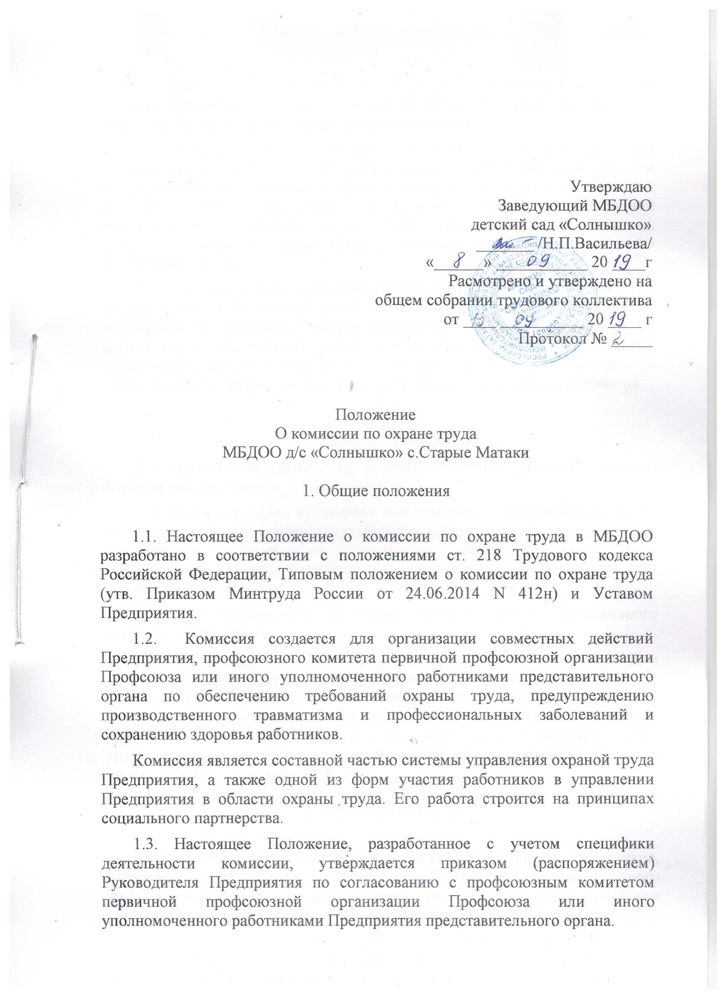 Утверждаю
Заведующий МБДОО
детский сад «Солнышко»
/Н.П.Васильева/
« 8 » 09 20 19 г
Расмотрено и утверждено на
общем собрании трудового коллектива
от 13 09 20 19 г
Протокол № 2
ДЕТСКИЙ
САД
СОЛНЫШКО
Положение
О комиссии по охране труда
МБДОО д/с «Солнышко» с.Старые Матаки
1. Общие положения
1.1. Настоящее Положение о комиссии по охране труда в МБДОО
разработано в соответствии с положениями ст. 218 Трудового кодекса
Российской Федерации, Типовым положением о комиссии по охране труда
(утв. Приказом Минтруда России от 24.06.2014 N 412н) и Уставом
Предприятия.
1.2. Комиссия создается для организации совместных действий
Предприятия, профсоюзного комитета первичной профсоюзной организации
Профсоюза или иного уполномоченного работниками представительного
органа по обеспечению требований охраны труда, предупреждению
производственного травматизма и профессиональных заболеваний и
сохранению здоровья работников.
Комиссия является составной частью системы управления охраной труда
Предприятия, а также одной из форм участия работников в управлении
Предприятия в области охраны труда. Его работа строится на принципах
социального партнерства.
1.3. Настоящее Положение, разработанное с учетом специфики
деятельности комиссии, утверждается приказом (распоряжением)
Руководителя Предприятия по согласованию с профсоюзным комитетом
первичной профсоюзной организации Профсоюза или иного
уполномоченного работниками Предприятия представительного органа.